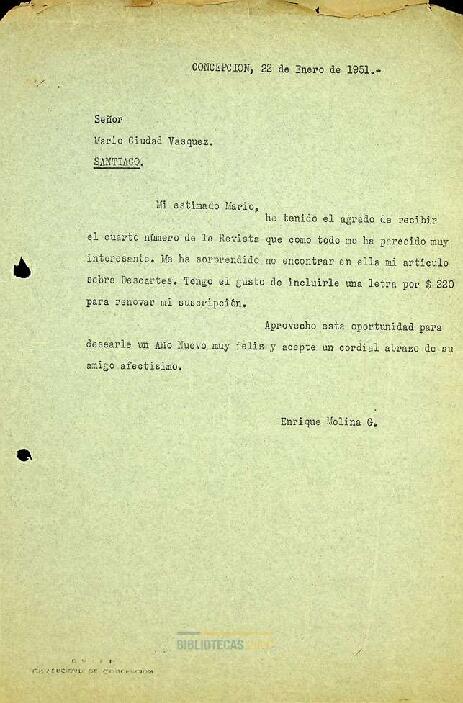 CONCEPCION, 22 de Enero de 1951.-
Señor
Mario Ciudad Vasquez.
SANTIAGO.
Mi estimado Mario,
he tenido el agrado de recibir
el cuarto número de la Revista que como todo me ha parecido muy
interesante. Me ha sorprendido no encontrar en ella mi artículo
sobre Descartes. Tengo el gusto de incluirle una letra por $ 220
para renovar mi suscripción.
Aprovecho esta oportunidad para
desearle un Año Nuevo muy feliz y acepte un cordial abrazo de su
amigo afectísimo.
Enrique Molina G.
BIBLIOTECAS
DE CONCEPCION